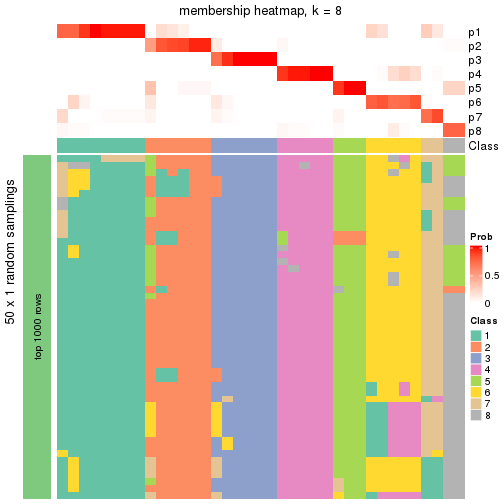 membership heatmap, k = 8
p1
p2
p3
p4
p5
p6
p7
p8
Class
50 x 1 random samplings
top 1000 rows
Prob
1
0.5
0
Class
1
2
3
4
5
6
7
8